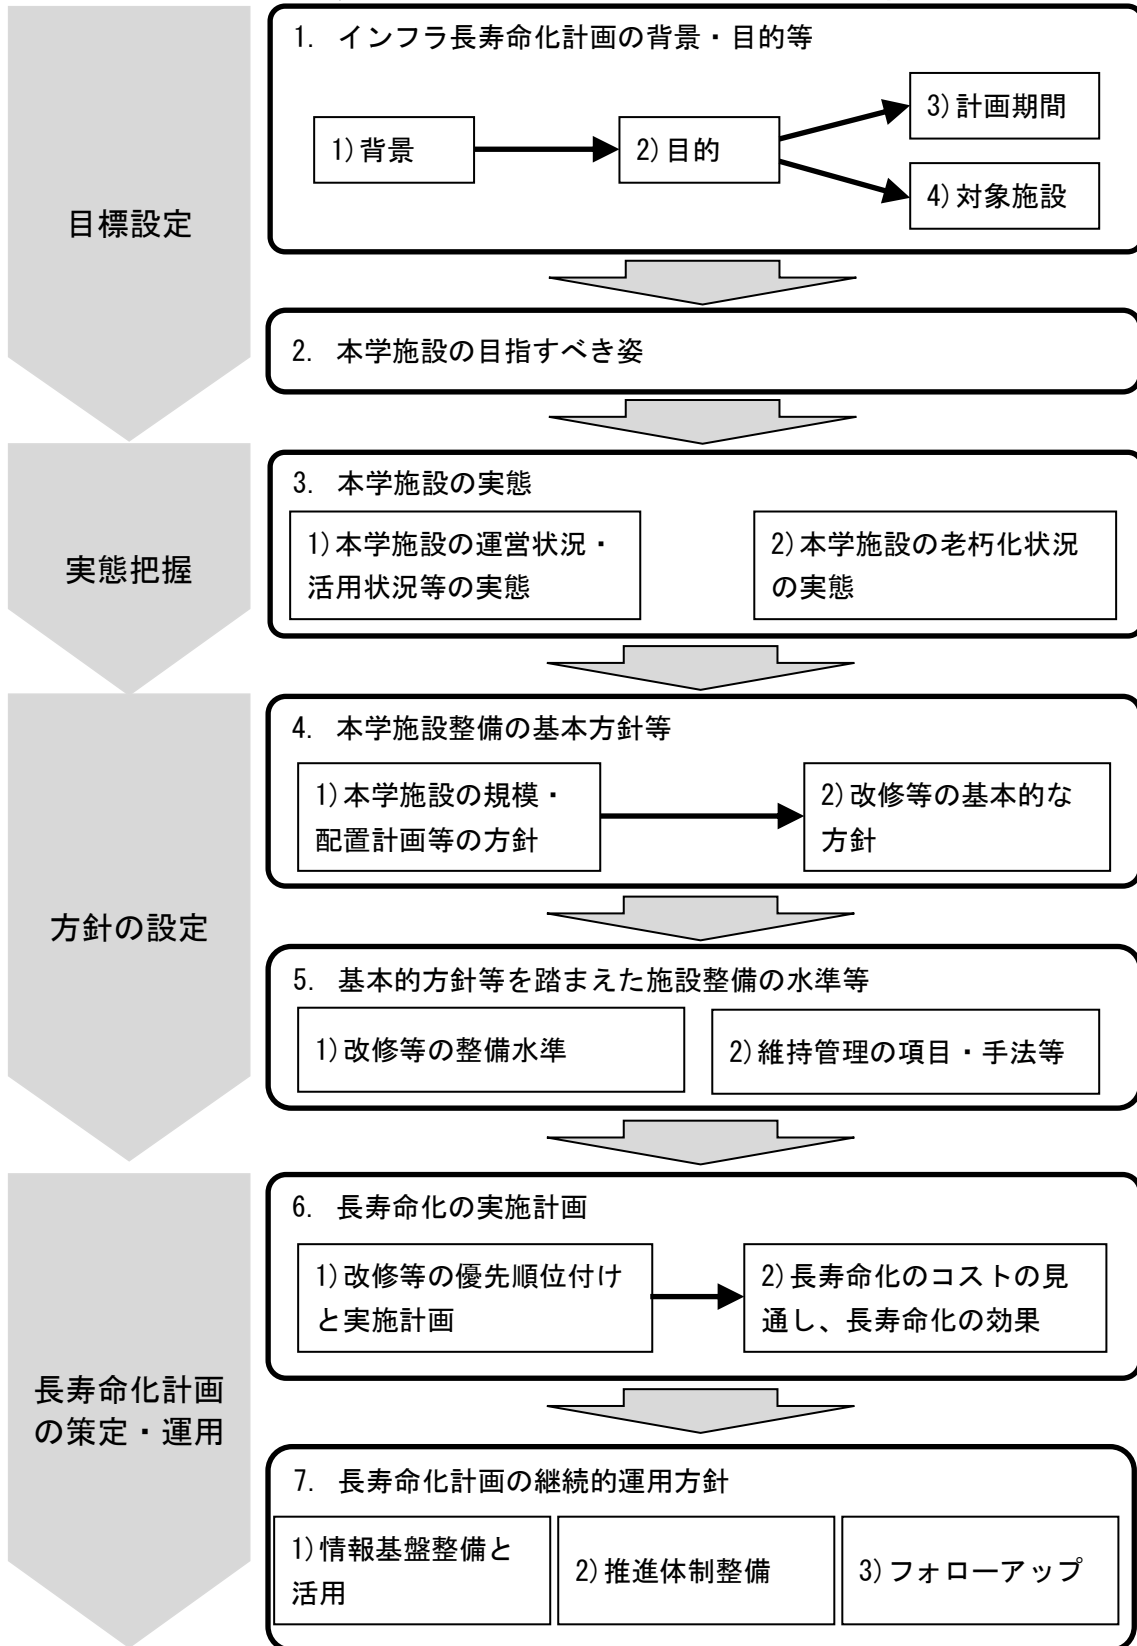 目標設定
1. インフラ長寿命化計画の背景・目的等
1)背景
2)目的
3)計画期間
4)対象施設
2. 本学施設の目指すべき姿
実態把握
3. 本学施設の実態
1)本学施設の運営状況・
活用状況等の実態
2)本学施設の老朽化状況
の実態
方針の設定
4. 本学施設整備の基本方針等
1)本学施設の規模・
配置計画等の方針
2)改修等の基本的な
方針
5. 基本的方針等を踏まえた施設整備の水準等
1)改修等の整備水準
2)維持管理の項目・手法等
長寿命化計画
の策定・運用
6. 長寿命化の実施計画
1)改修等の優先順位付け
と実施計画
2)長寿命化のコストの見
通し、長寿命化の効果
7. 長寿命化計画の継続的運用方針
1)情報基盤整備と
活用
2)推進体制整備
3)フォローアップ